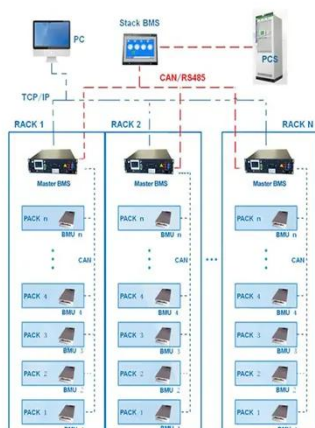 Stack BMS
PC
PCS
CAN/RS485
TCP/IP
RACK 1
RACK 2
RACK N
Master BMS
Master BMS
Master BMS
PACK n
PACK n
PACK n
BMU n
BMU n
BMU n
CAN
CAN
CAN
PACK 4
PACK 4
PACK 4
BMU 4
BMU 4
BMU 4
PACK 3
PACK 3
PACK 3
BMU 3
BMU 3
BMU 3
PACK 2
PACK 2
PACK 2
BMU 2
BMU 2
BMU 2
PACK 1
PACK 1
PACK 1